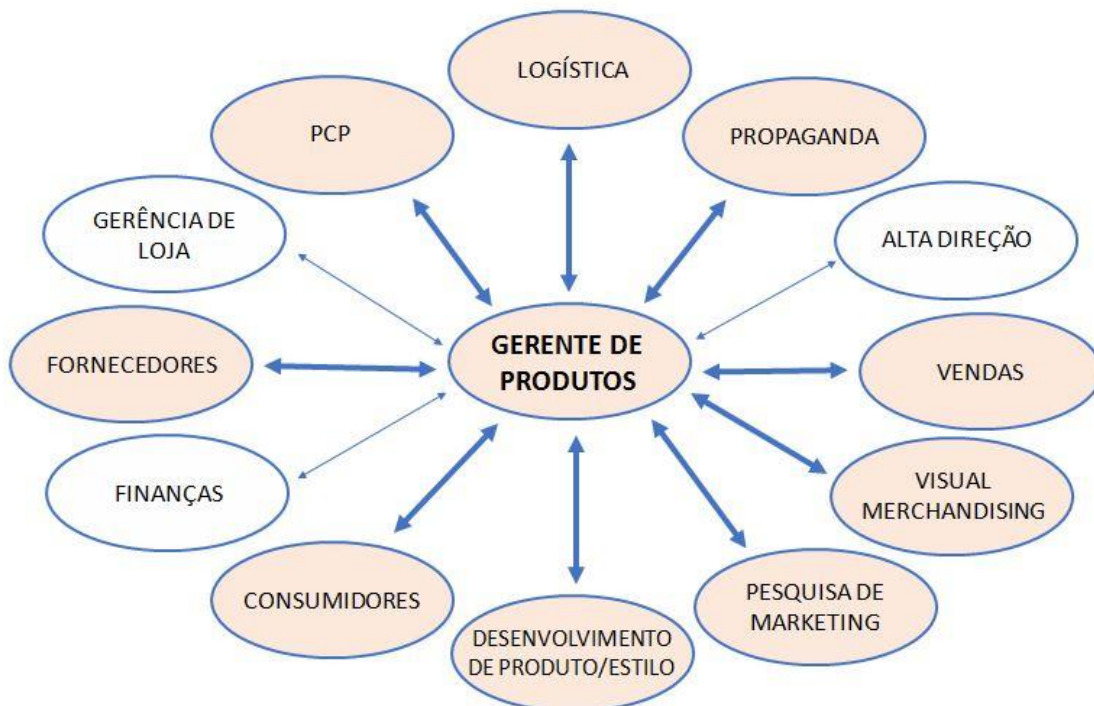 LOGÍSTICA
PCP
PROPAGANDA
GERÊNCIA DE
LOJA
ALTA DIREÇÃO
GERENTE DE
PRODUTOS
FORNECEDORES
VENDAS
FINANÇAS
VISUAL
MERCHANDISING
CONSUMIDORES
PESQUISA DE
MARKETING
DESENVOLVIMENTO
DE PRODUTO/ESTILO